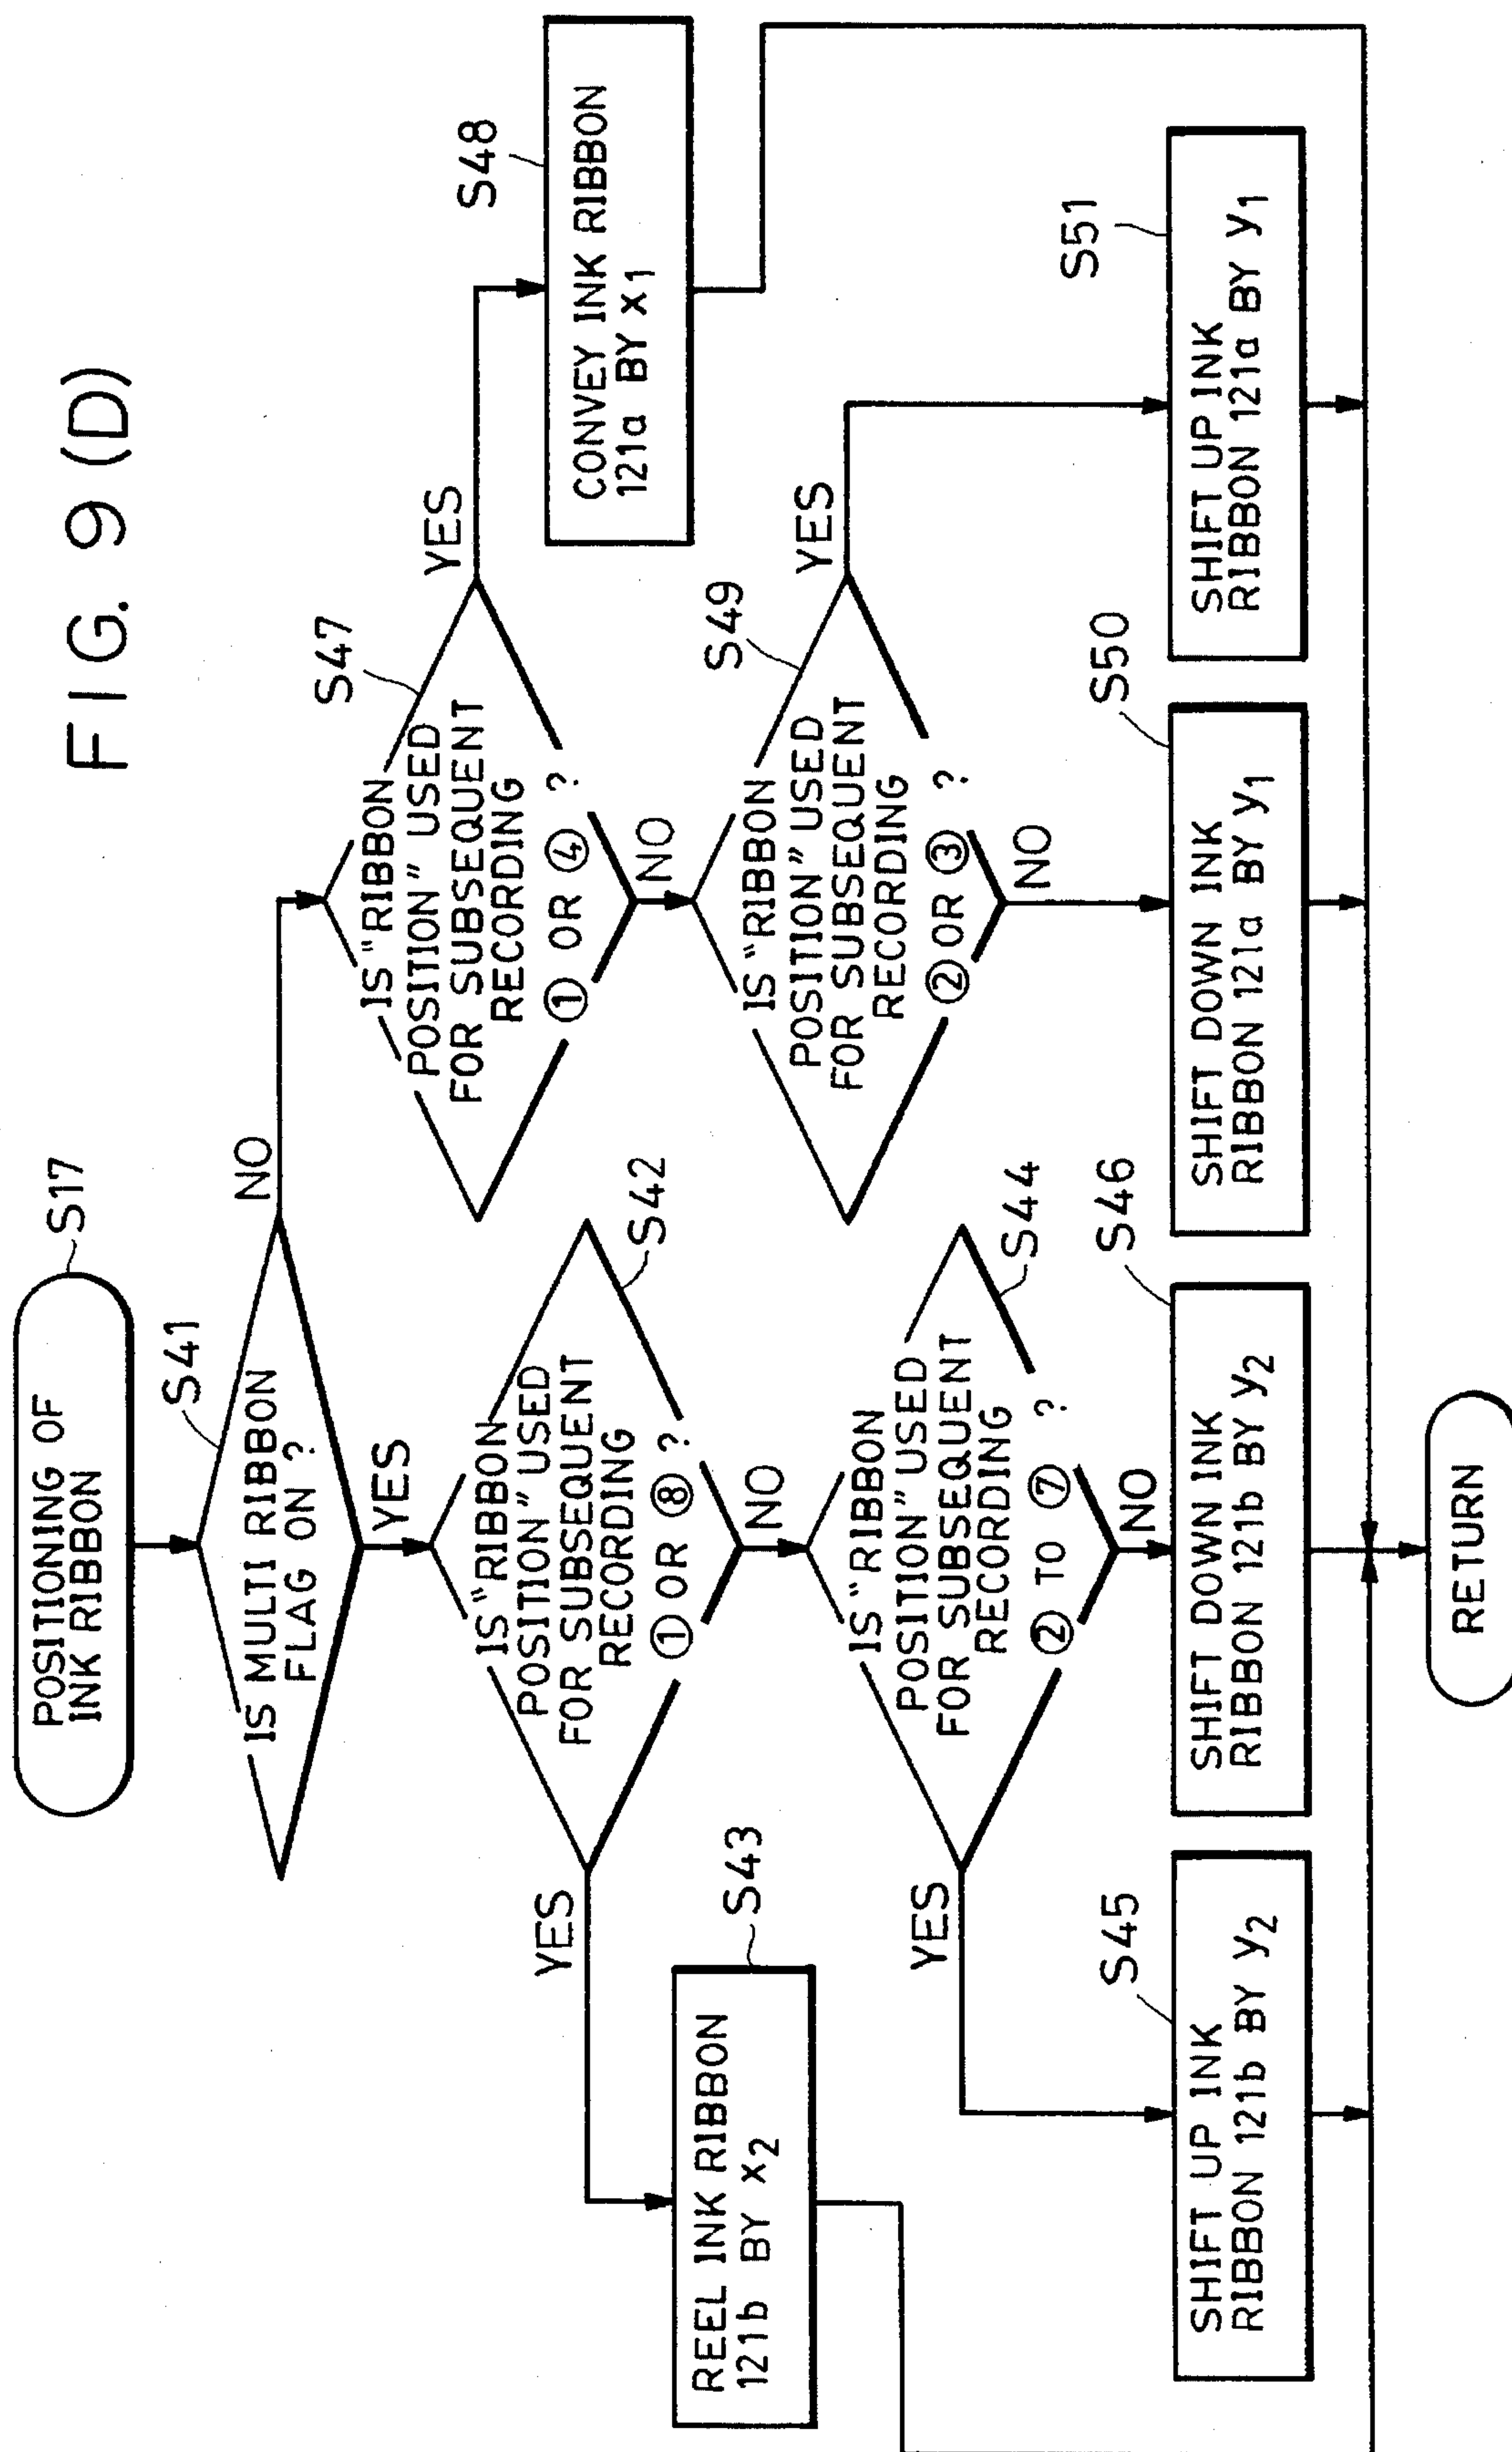 FIG. 9 (D)
POSITIONING OF
INK RIBBON
S17
IS MULTI RIBBON
FLAG ON ?
S41
NO
YES
IS "RIBBON
POSITION" USED
FOR SUBSEQUENT
RECORDING
① OR ⑧ ?
S42
YES
NO
REEL INK RIBBON
121b BY x2
S43
IS "RIBBON
POSITION" USED
FOR SUBSEQUENT
RECORDING
② TO ⑦ ?
S44
YES
NO
SHIFT UP INK
RIBBON 121b BY y2
S45
SHIFT DOWN INK
RIBBON 121b BY y2
S46
IS "RIBBON
POSITION" USED
FOR SUBSEQUENT
RECORDING
① OR ④ ?
S47
YES
NO
CONVEY INK RIBBON
121a BY x1
S48
IS "RIBBON
POSITION" USED
FOR SUBSEQUENT
RECORDING
② OR ③ ?
S49
YES
NO
SHIFT DOWN INK
RIBBON 121a BY y1
S50
SHIFT UP INK
RIBBON 121a BY y1
S51
RETURN